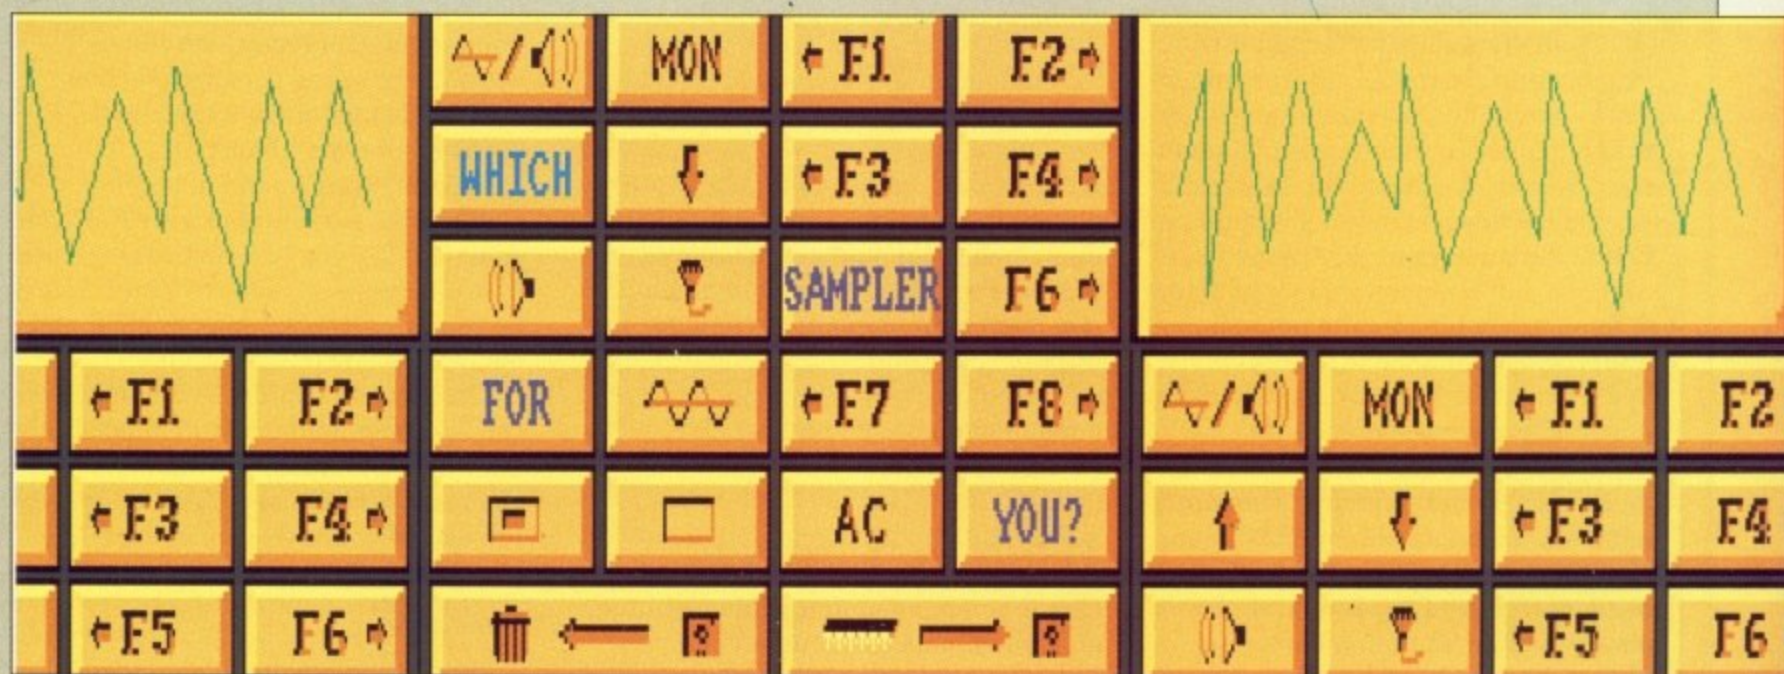 MON F1 F2
WHICH F3 F4
SAMPLER F6
F1 F2 FOR F7 F8 MON F1 F2
F3 F4 AC YOU? F3 F4
F5 F6 F5 F6